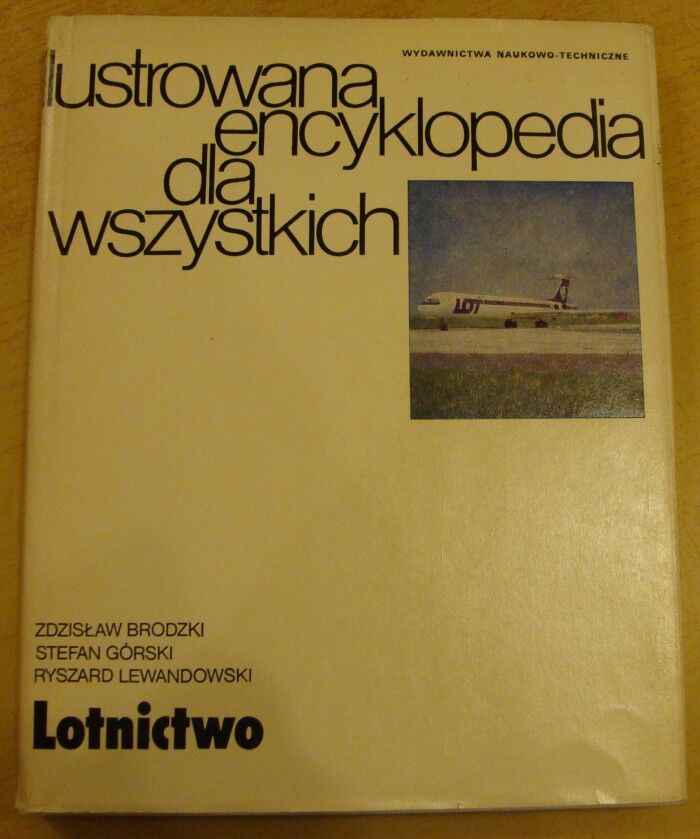 WYDAWNICTWA NAUKOWO-TECHNICZNE
lustrowana
encyklopedia
dla
wszystkich
LOT
ZDZISŁAW BRODZKI
STEFAN GÓRSKI
RYSZARD LEWANDOWSKI
Lotnictwo